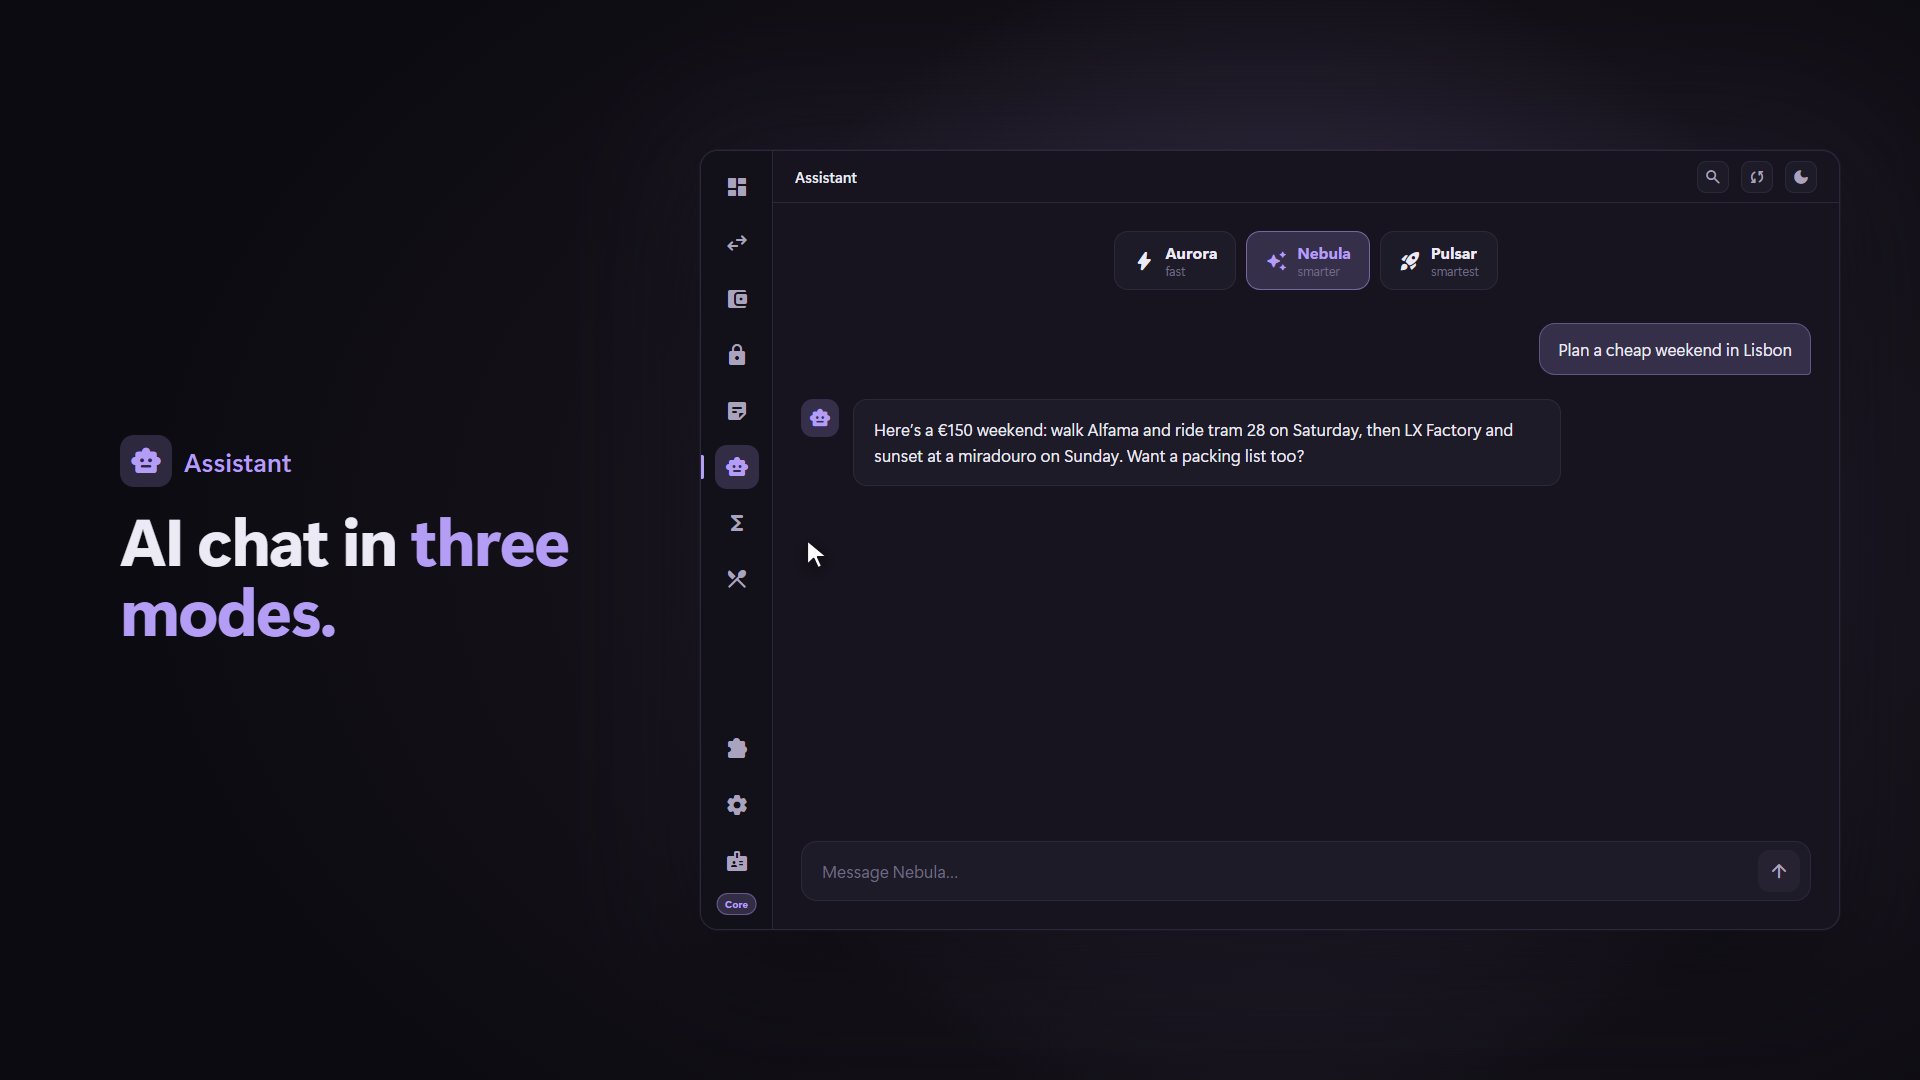 Assistant
AI chat in three
modes.
Assistant
Aurora
fast
Nebula
smarter
Pulsar
smartest
Plan a cheap weekend in Lisbon
Here's a €150 weekend: walk Alfama and ride tram 28 on Saturday, then LX Factory and
sunset at a miradouro on Sunday. Want a packing list too?
Message Nebula...
Core